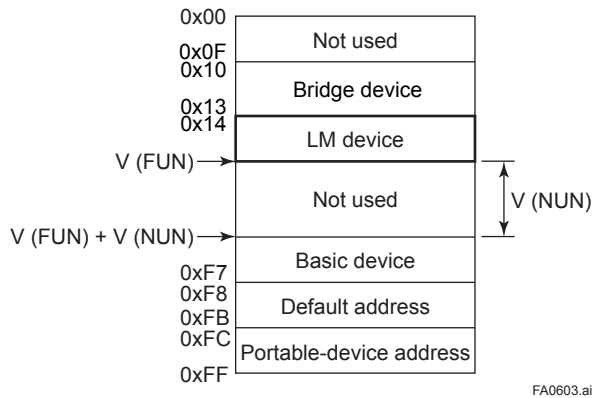 0x00
Not used
0x0F
0x10
Bridge device
0x13
0x14
LM device
V (FUN)
Not used
V (NUN)
V (FUN) + V (NUN)
Basic device
0xF7
0xF8
Default address
0xFB
0xFC
Portable-device address
0xFF
FA0603.ai